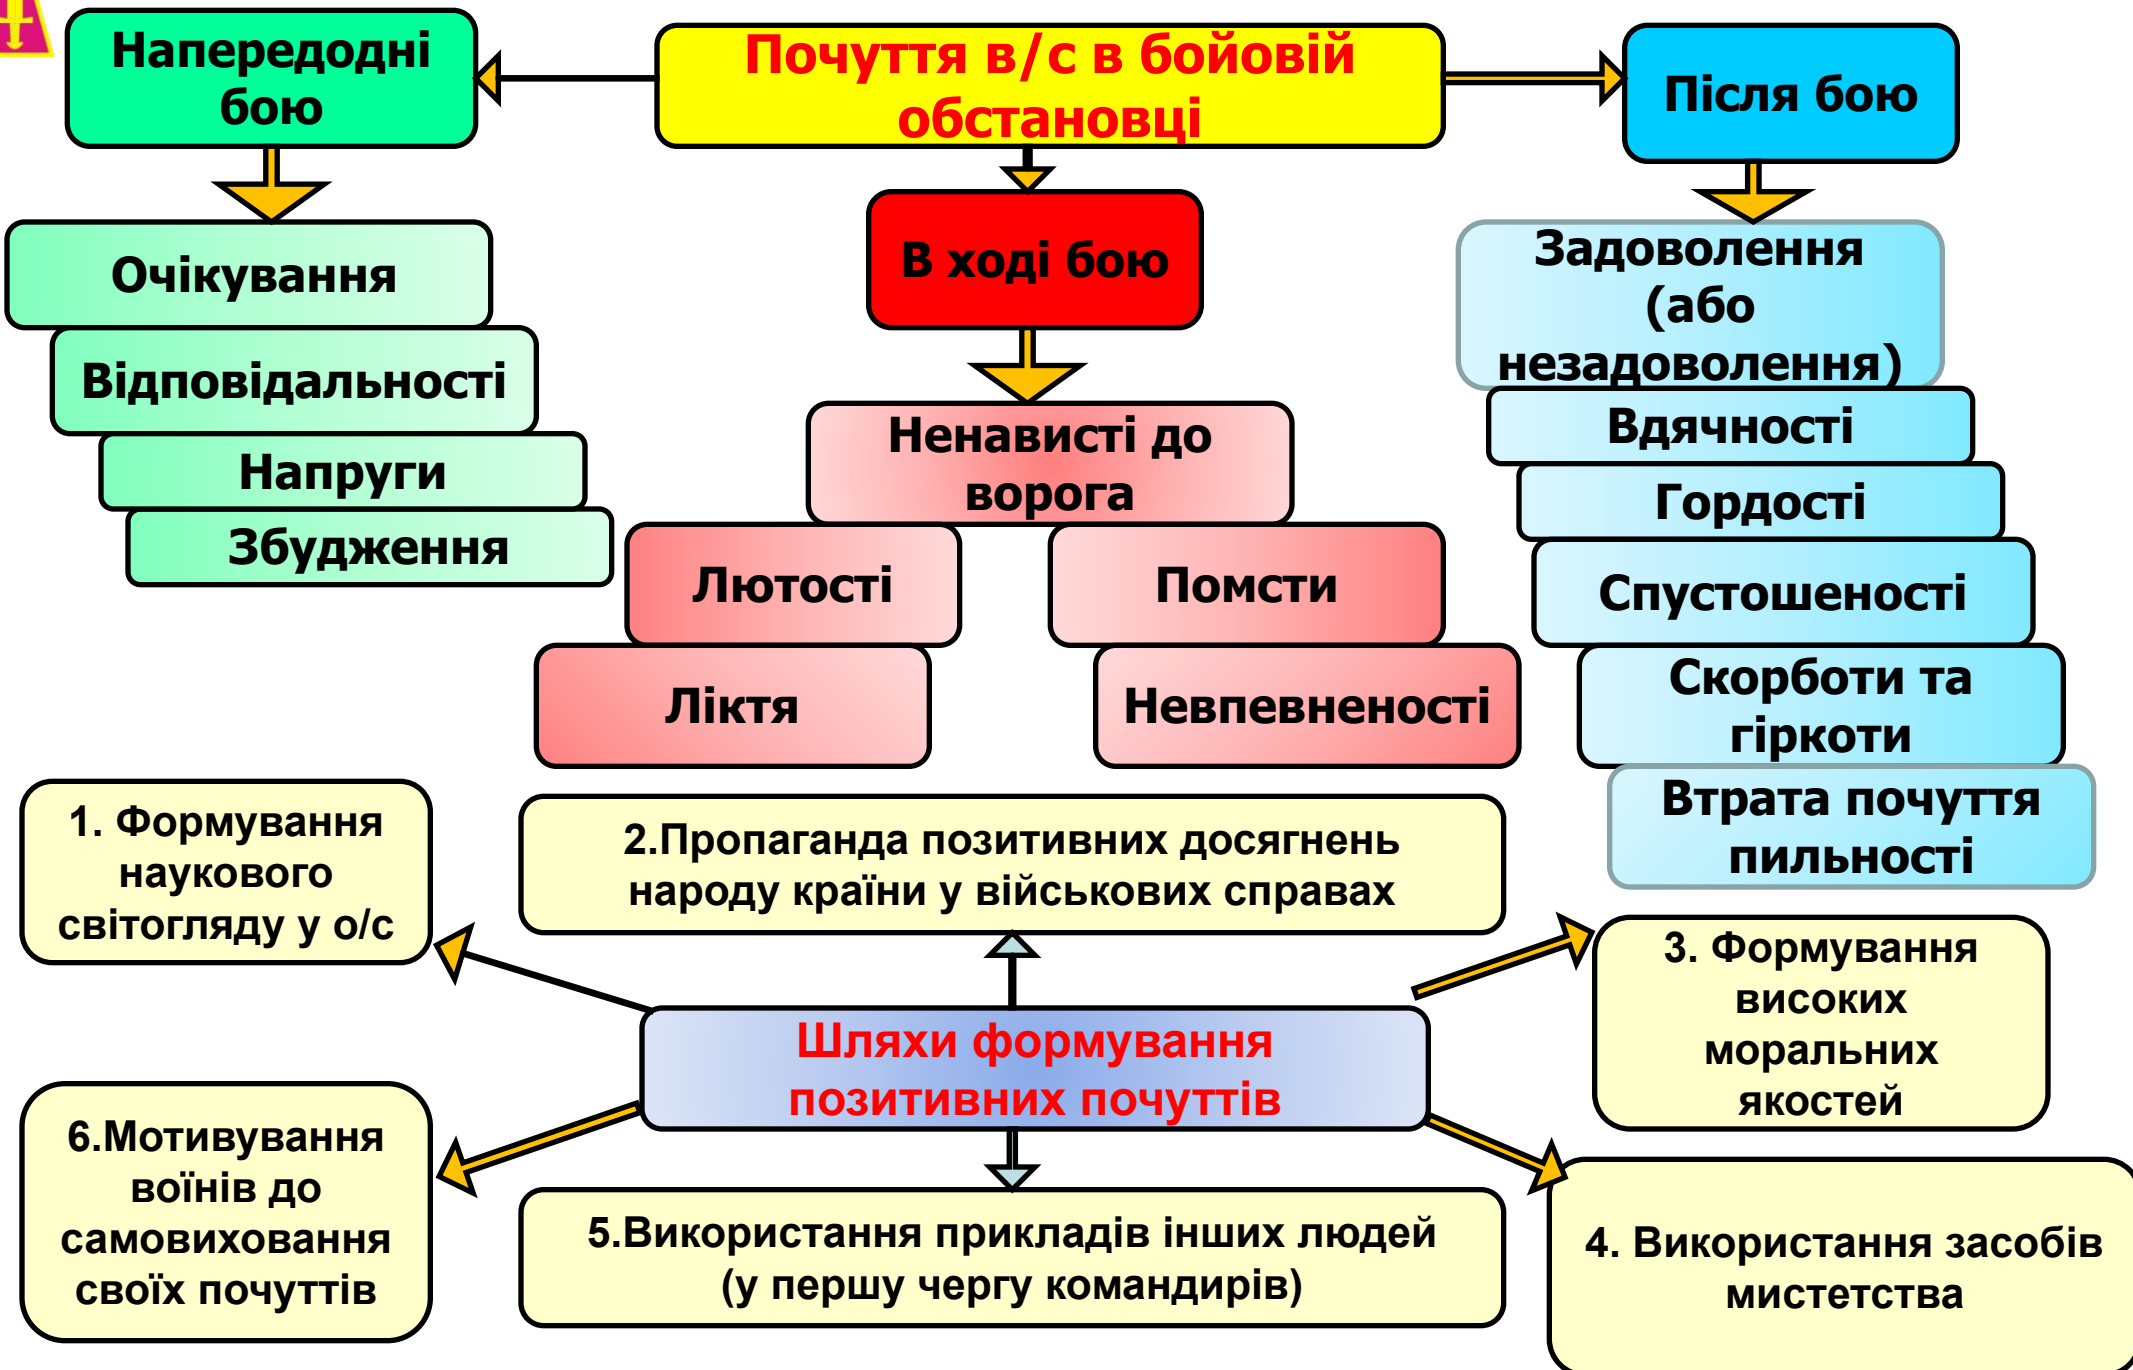 Напередодні
бою
Почуття в/с в бойовій
обстановці
Після бою
Очікування
Відповідальності
Напруги
Збудження
В ході бою
Ненависті до
ворога
Лютості
Помсти
Ліктя
Невпевненості
Задоволення
(або
незадоволення)
Вдячності
Гордості
Спустошеності
Скорботи та
гіркоти
Втрата почуття
пильності
1. Формування
наукового
світогляду у о/с
2.Пропаганда позитивних досягнень
народу країни у військових справах
3. Формування
високих
моральних
якостей
Шляхи формування
позитивних почуттів
6.Мотивування
воїнів до
самовиховання
своїх почуттів
5.Використання прикладів інших людей
(у першу чергу командирів)
4. Використання засобів
мистетства